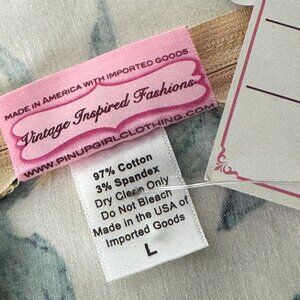 MADE IN AMERICA WITH IMPORTED GOODS
Vintage Inspired Fashions
WWW.PINUPGIRLCLOTHING.COM
97% Cotton
3% Spandex
Dry Clean Only
Do Not Bleach
Made in the USA of
Imported Goods
L